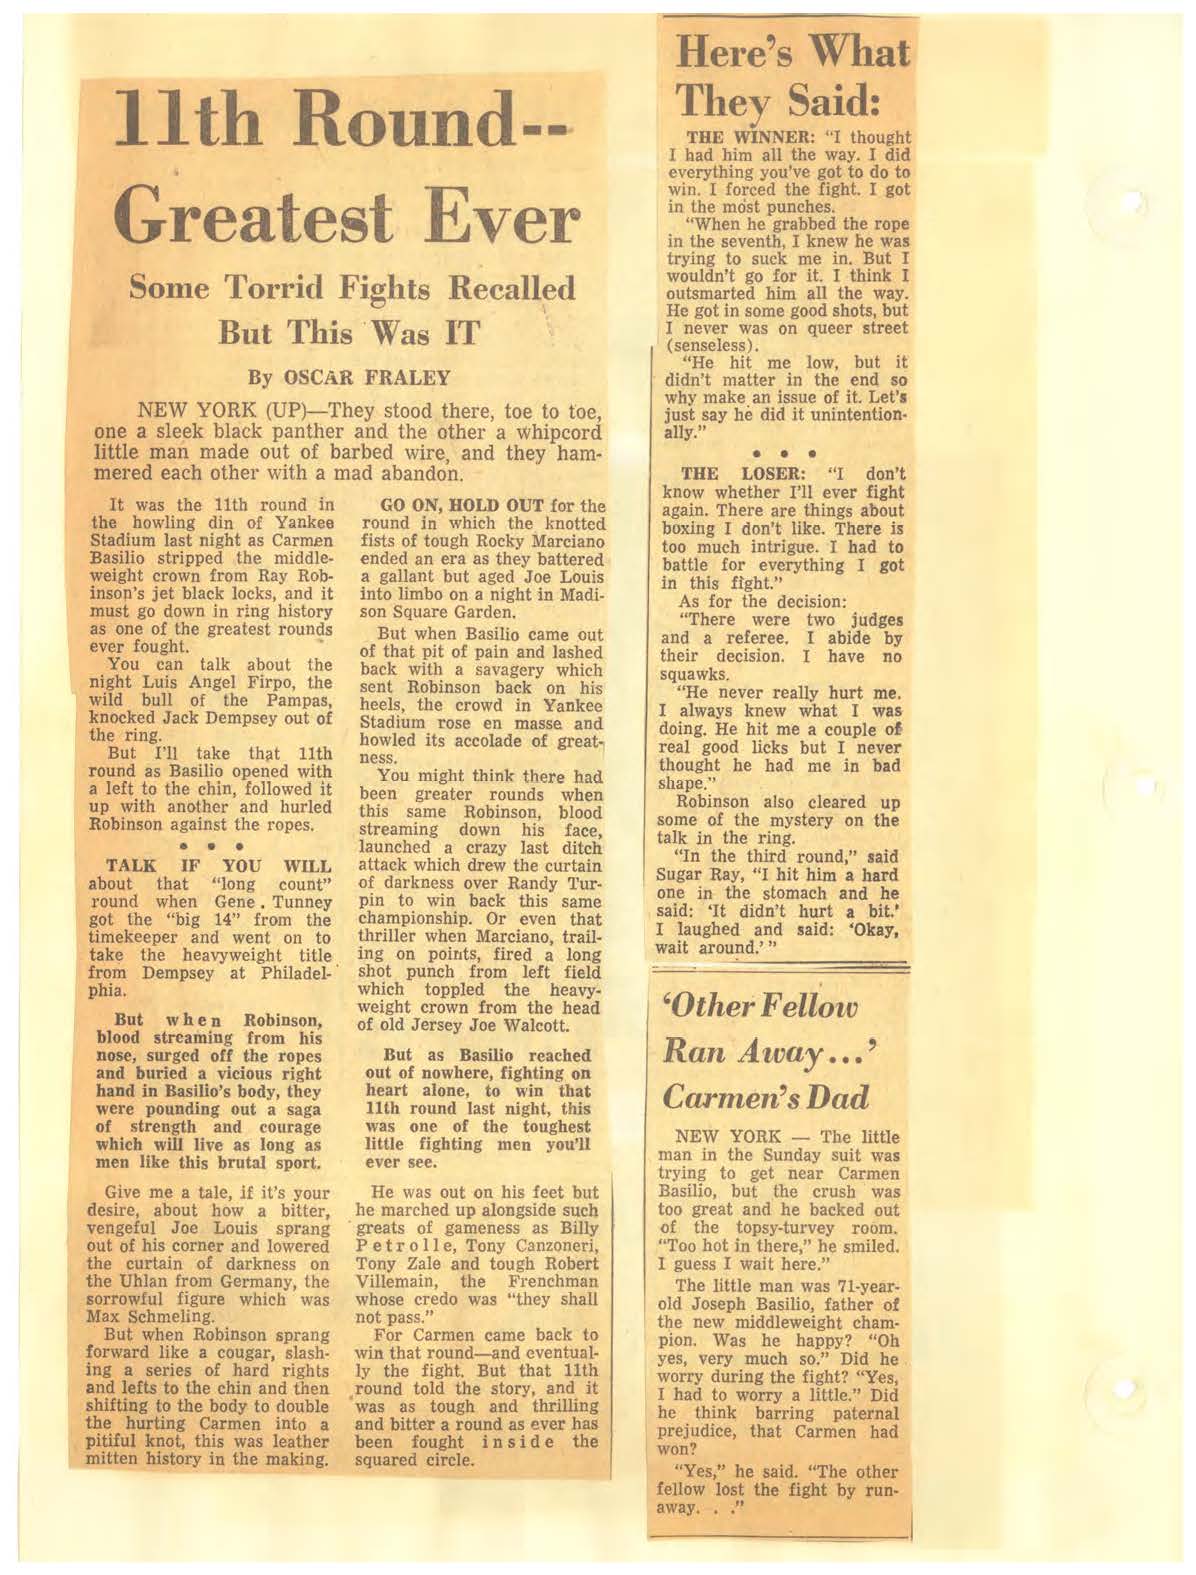 11th Round--
Greatest Ever
Some Torrid Fights Recalled
But This Was IT
By OSCAR FRALEY
NEW YORK (UP)—They stood there, toe to toe,
one a sleek black panther and the other a whipcord
little man made out of barbed wire, and they ham-
mered each other with a mad abandon.
It was the 11th round in
the howling din of Yankee
Stadium last night as Carmen
Basilio stripped the middle-
weight crown from Ray Rob-
inson's jet black locks, and it
must go down in ring history
as one of the greatest rounds
ever fought.
You can talk about the
night Luis Angel Firpo, the
wild bull of the Pampas,
knocked Jack Dempsey out of
the ring.
But I'll take that 11th
round as Basilio opened with
a left to the chin, followed it
up with another and hurled
Robinson against the ropes.
• • •
TALK IF YOU WILL
about that "long count"
round when Gene. Tunney
got the "big 14" from the
timekeeper and went on to
take the heavyweight title
from Dempsey at Philadel-
phia.
But when Robinson,
blood streaming from his
nose, surged off the ropes
and buried a vicious right
hand in Basilio's body, they
were pounding out a saga
of strength and courage
which will live as long as
men like this brutal sport.
Give me a tale, if it's your
desire, about how a bitter,
vengeful Joe Louis sprang
out of his corner and lowered
the curtain of darkness on
the Uhlan from Germany, the
sorrowful figure which was
Max Schmeling.
But when Robinson sprang
forward like a cougar, slash-
ing a series of hard rights
and lefts to the chin and then
shifting to the body to double
the hurting Carmen into a
pitiful knot, this was leather
mitten history in the making.
GO ON, HOLD OUT for the
round in which the knotted
fists of tough Rocky Marciano
ended an era as they battered
a gallant but aged Joe Louis
into limbo on a night in Madi-
son Square Garden.
But when Basilio came out
of that pit of pain and lashed
back with a savagery which
sent Robinson back on his
heels, the crowd in Yankee
Stadium rose en masse and
howled its accolade of great-
ness.
You might think there had
been greater rounds when
this same Robinson, blood
streaming down his face,
launched a crazy last ditch
attack which drew the curtain
of darkness over Randy Tur-
pin to win back this same
championship. Or even that
thriller when Marciano, trail-
ing on points, fired a long
shot punch from left field
which toppled the heavy-
weight crown from the head
of old Jersey Joe Walcott.
But as Basilio reached
out of nowhere, fighting on
heart alone, to win that
11th round last night, this
was one of the toughest
little fighting men you'll
ever see.
He was out on his feet but
he marched up alongside such
greats of gameness as Billy
Petrolle, Tony Canzoneri,
Tony Zale and tough Robert
Villemain, the Frenchman
whose credo was "they shall
not pass."
For Carmen came back to
win that round—and eventual-
ly the fight. But that 11th
round told the story, and it
was as tough and thrilling
and bitter a round as ever has
been fought inside the
squared circle.
Here's What
They Said:
THE WINNER: "I thought
I had him all the way. I did
everything you've got to do to
win. I forced the fight. I got
in the most punches.
"When he grabbed the rope
in the seventh, I knew he was
trying to suck me in. But I
wouldn't go for it. I think I
outsmarted him all the way.
He got in some good shots, but
I never was on queer street
(senseless).
"He hit me low, but it
didn't matter in the end so
why make an issue of it. Let's
just say he did it unintention-
ally."
• • •
THE LOSER: "I don't
know whether I'll ever fight
again. There are things about
boxing I don't like. There is
too much intrigue. I had to
battle for everything I got
in this fight."
As for the decision:
"There were two judges
and a referee. I abide by
their decision. I have no
squawks.
"He never really hurt me.
I always knew what I was
doing. He hit me a couple of
real good licks but I never
thought he had me in bad
shape."
Robinson also cleared up
some of the mystery on the
talk in the ring.
"In the third round," said
Sugar Ray, "I hit him a hard
one in the stomach and he
said: 'It didn't hurt a bit.'
I laughed and said: 'Okay,
wait around.'"
'Other Fellow
Ran Away...'
Carmen's Dad
NEW YORK — The little
man in the Sunday suit was
trying to get near Carmen
Basilio, but the crush was
too great and he backed out
of the topsy-turvey room.
"Too hot in there," he smiled.
I guess I wait here."
The little man was 71-year-
old Joseph Basilio, father of
the new middleweight cham-
pion. Was he happy? "Oh
yes, very much so." Did he
worry during the fight? "Yes,
I had to worry a little." Did
he think barring paternal
prejudice, that Carmen had
won?
"Yes," he said. "The other
fellow lost the fight by run-
away. . ."